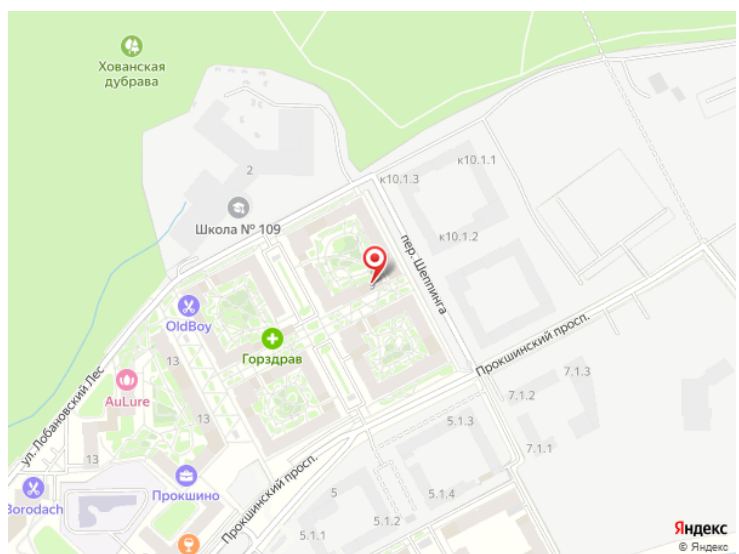 Хованская
дубрава
к10.1.1
к10.1.3
2
Школа № 109
к10.1.2
пер. Шеппинга
OldBoy
Горздрав
Прокшинский просп.
13
7.1.3
AuLure
7.1.2
ул. Лобановский Лес
13
5.1.3
13
7.1.1
Прокшино
Прокшинский просп.
Borodach
5
5.1.4
5.1.2
5.1.1
Яндекс
© Яндекс